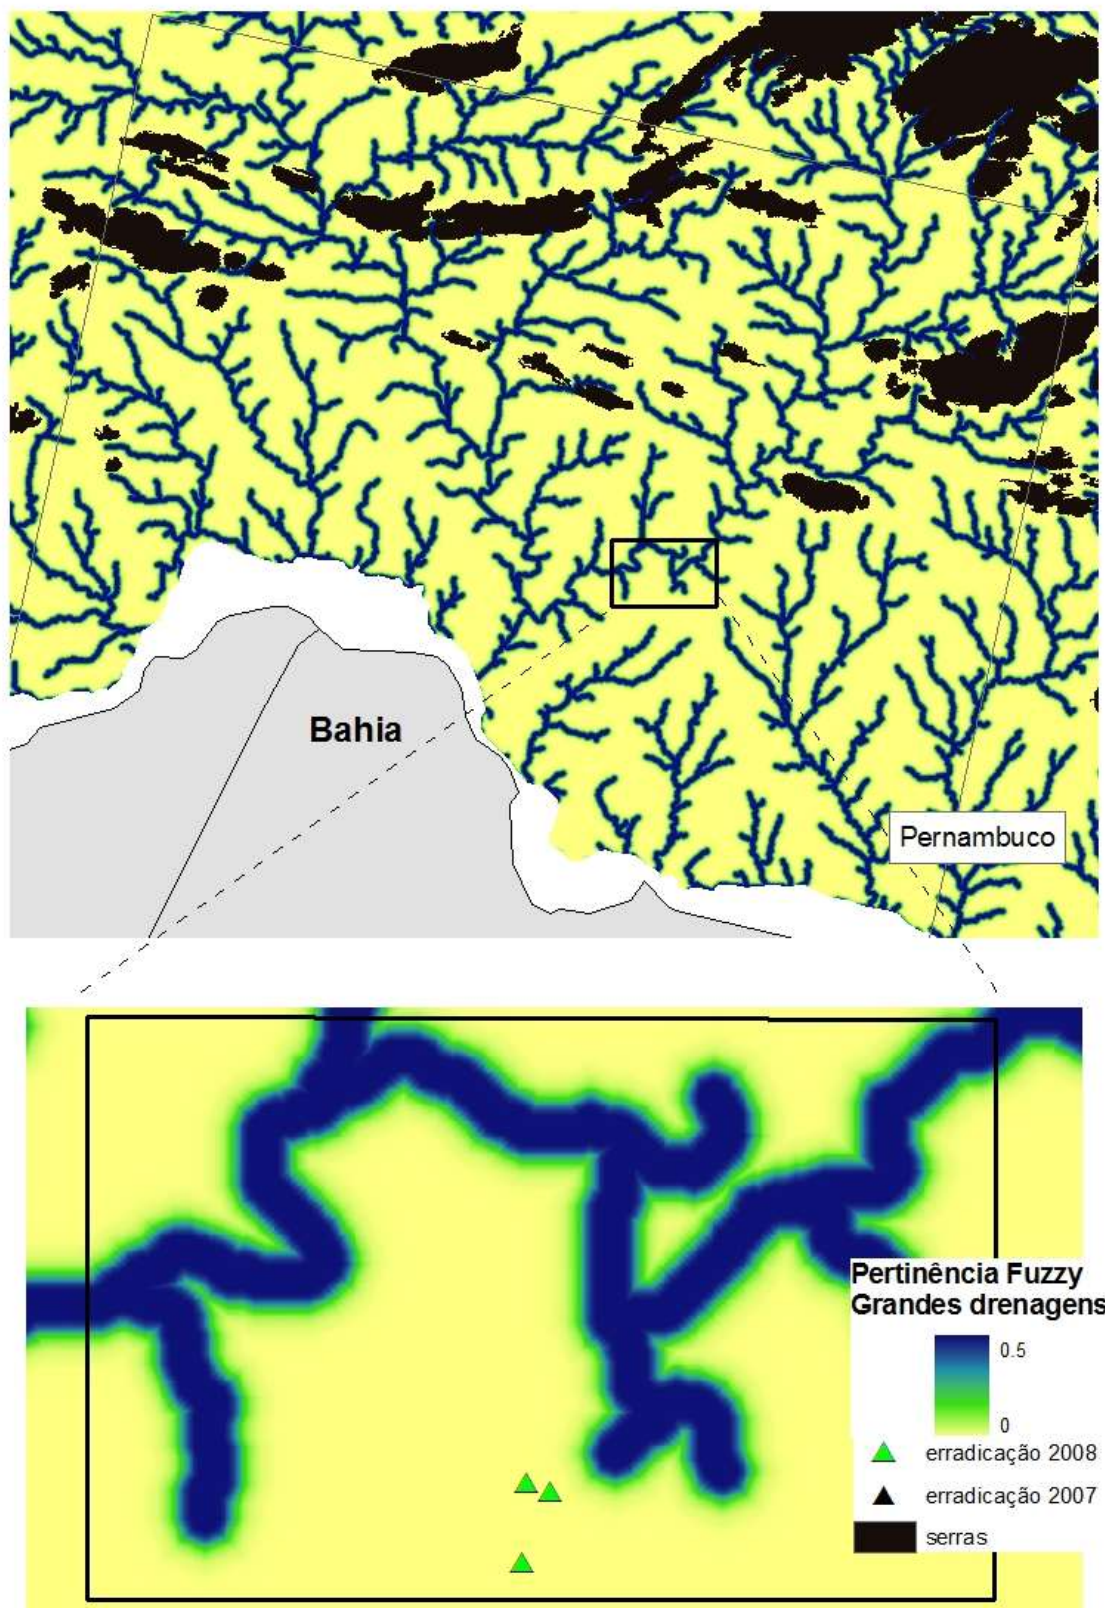 Bahia
Pernambuco
Pertinência Fuzzy
Grandes drenagens
0.5
0
erradicação 2008
erradicação 2007
serras